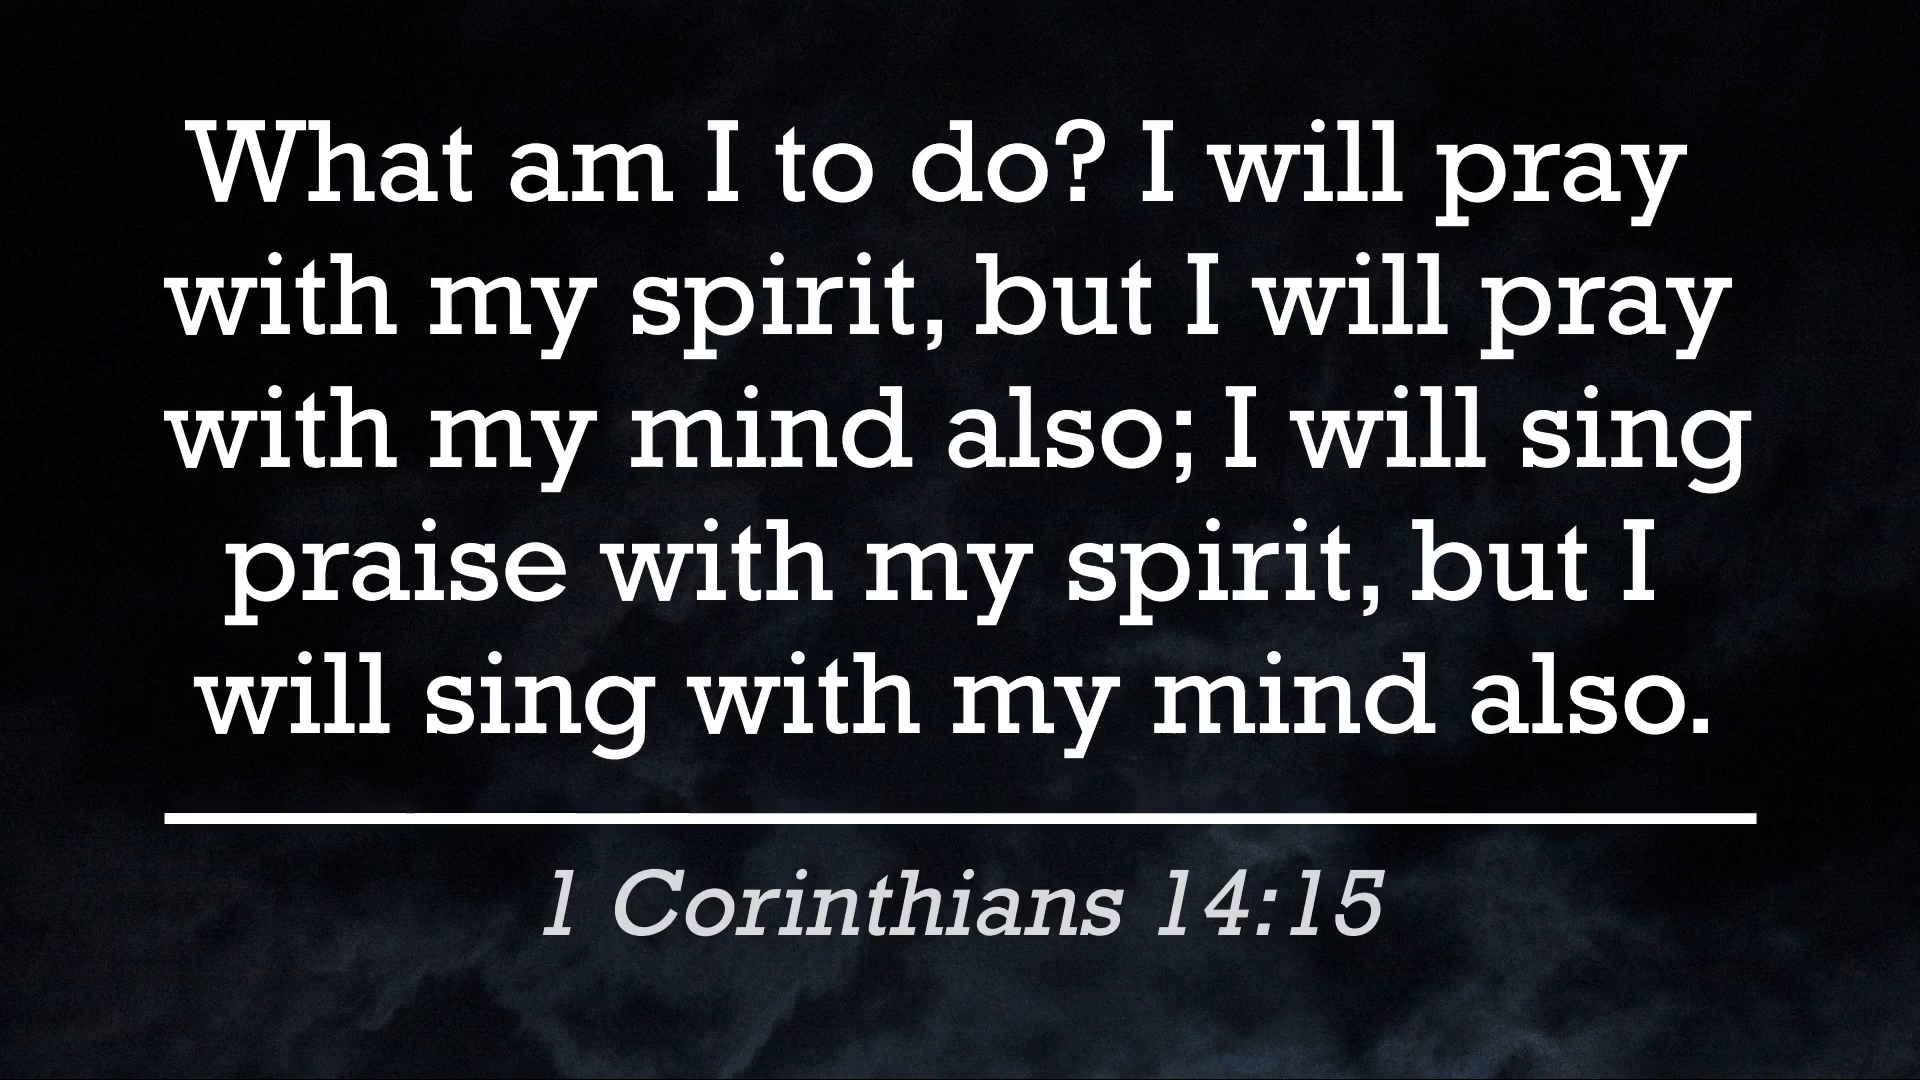 What am I to do? I will pray
with my spirit, but I will pray
with my mind also; I will sing
praise with my spirit, but I
will sing with my mind also.
1 Corinthians 14:15